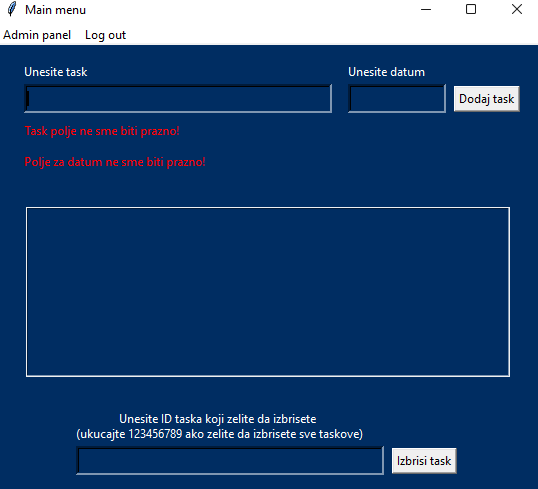 Main menu
Admin panel Log out
Unesite task Unesite datum
Dodaj task
Task polje ne sme biti prazno!
Polje za datum ne sme biti prazno!
Unesite ID taska koji zelite da izbrisete
(ukucajte 123456789 ako zelite da izbrisete sve taskove)
Izbrisi task